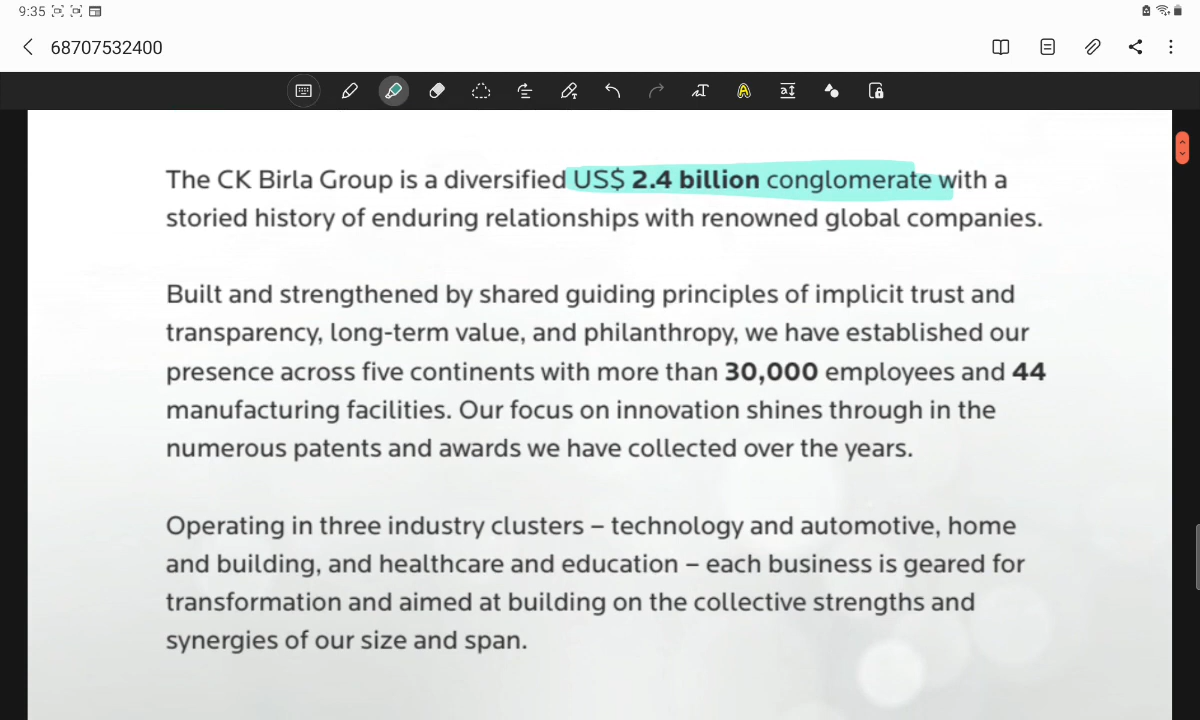 9:35
68707532400
The CK Birla Group is a diversified US$ 2.4 billion conglomerate with a
storied history of enduring relationships with renowned global companies.
Built and strengthened by shared guiding principles of implicit trust and
transparency, long-term value, and philanthropy, we have established our
presence across five continents with more than 30,000 employees and 44
manufacturing facilities. Our focus on innovation shines through in the
numerous patents and awards we have collected over the years.
Operating in three industry clusters – technology and automotive, home
and building, and healthcare and education – each business is geared for
transformation and aimed at building on the collective strengths and
synergies of our size and span.